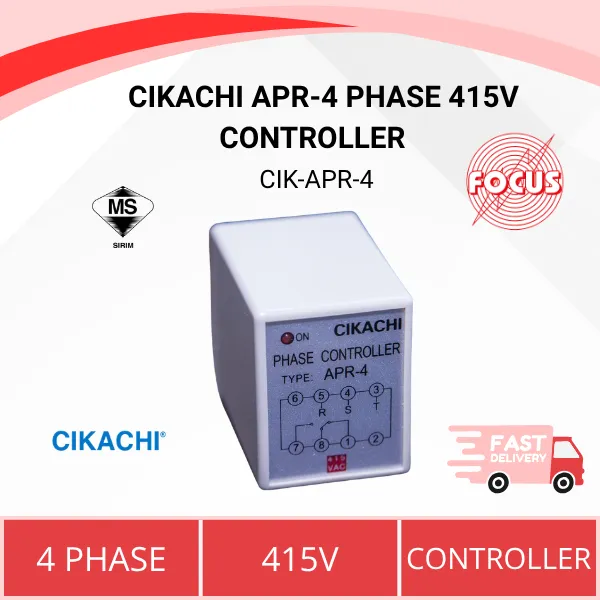 CIKACHI APR-4 PHASE 415V
CONTROLLER
CIK-APR-4
MS
SIRIM
FOCUS
ON
CIKACHI
PHASE CONTROLLER
TYPE: APR-4
6 5 4 3
R S T
7 8 1 2
415
VAC
CIKACHI®
FAST
DELIVERY
4 PHASE
415V
CONTROLLER